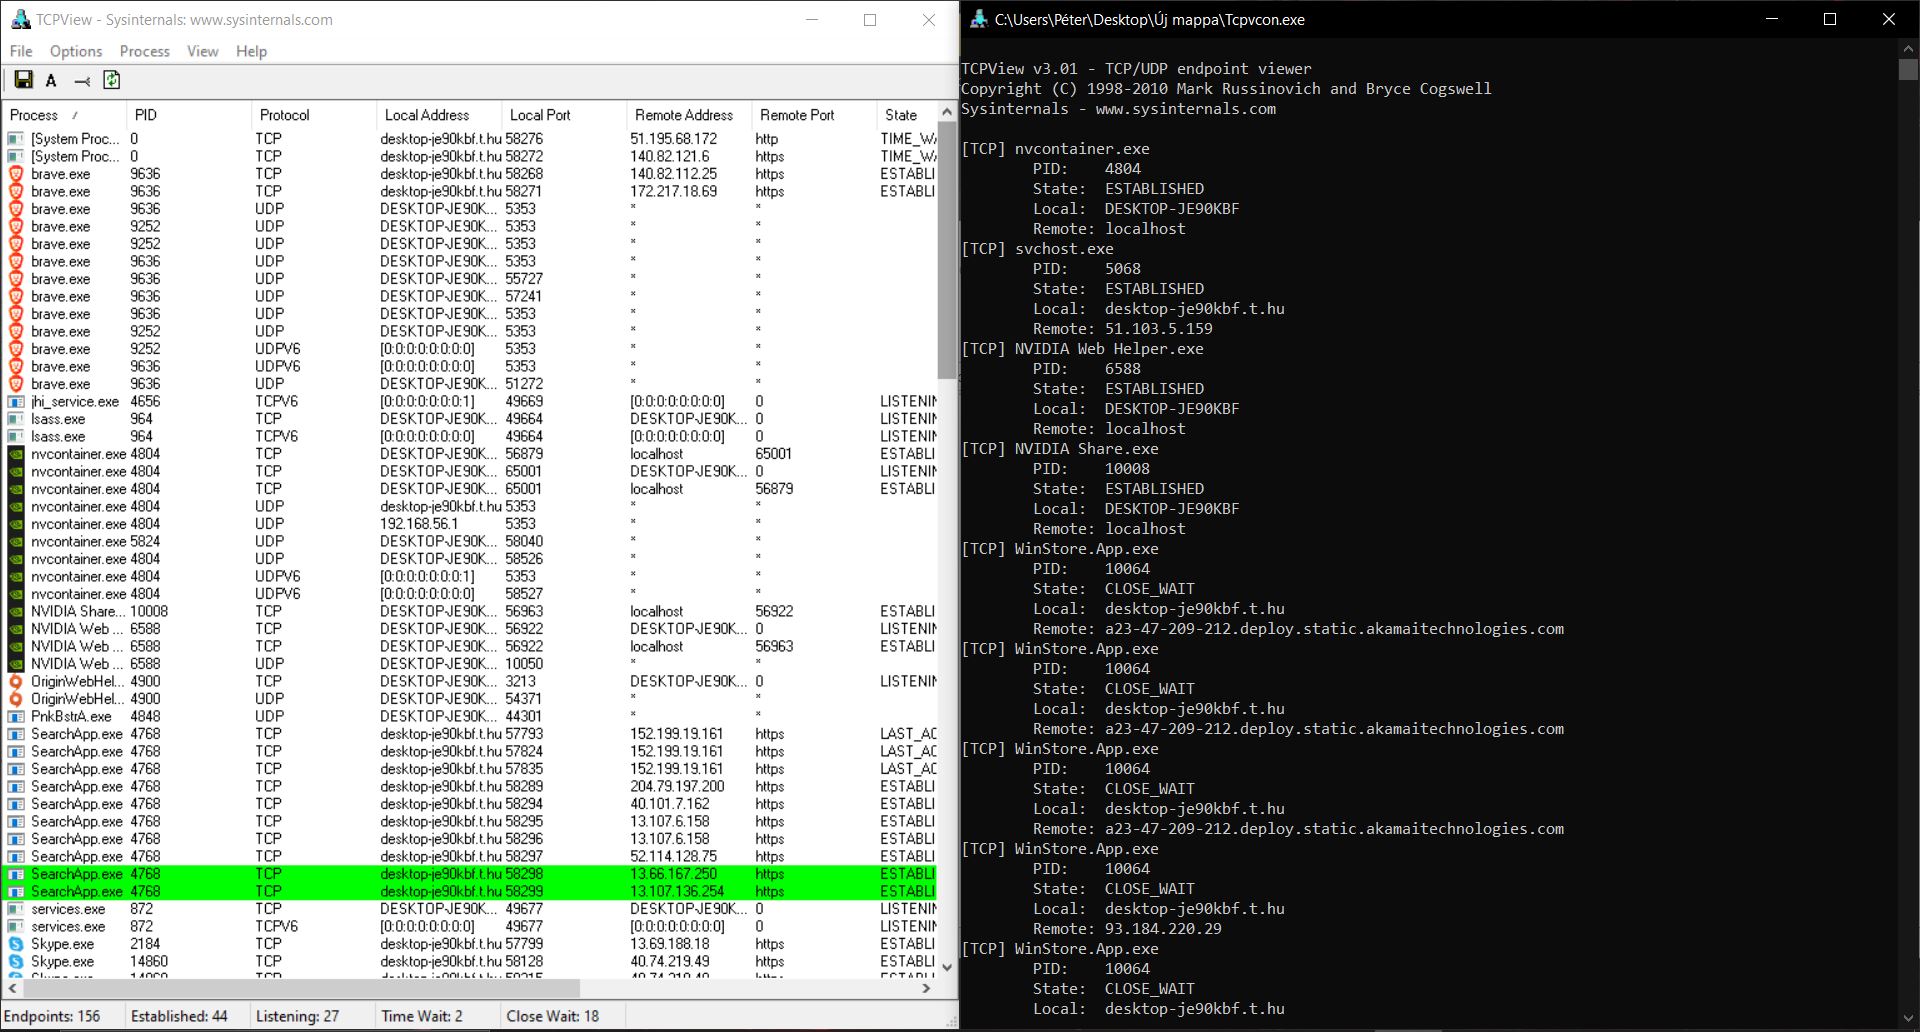 TCPView - Sysinternals: www.sysinternals.com
File Options Process View Help
A
Process / PID Protocol Local Address Local Port Remote Address Remote Port State
[System Proc... 0 TCP desktop-je90kbf.t.hu 58276 51.195.68.172 http TIME_WA
[System Proc... 0 TCP desktop-je90kbf.t.hu 58272 140.82.121.6 https TIME_WA
brave.exe 9636 TCP desktop-je90kbf.t.hu 58268 140.82.112.25 https ESTABLI
brave.exe 9636 TCP desktop-je90kbf.t.hu 58271 172.217.18.69 https ESTABLI
brave.exe 9636 UDP DESKTOP-JE90K... 5353 * *
brave.exe 9252 UDP DESKTOP-JE90K... 5353 * *
brave.exe 9252 UDP DESKTOP-JE90K... 5353 * *
brave.exe 9636 UDP DESKTOP-JE90K... 5353 * *
brave.exe 9636 UDP DESKTOP-JE90K... 55727 * *
brave.exe 9636 UDP DESKTOP-JE90K... 57241 * *
brave.exe 9636 UDP DESKTOP-JE90K... 5353 * *
brave.exe 9252 UDP DESKTOP-JE90K... 5353 * *
brave.exe 9252 UDPV6 [0:0:0:0:0:0:0:0] 5353 * *
brave.exe 9636 UDPV6 [0:0:0:0:0:0:0:0] 5353 * *
brave.exe 9636 UDP DESKTOP-JE90K... 51272 * *
jhi_service.exe 4656 TCPV6 [0:0:0:0:0:0:0:1] 49669 [0:0:0:0:0:0:0:0] 0 LISTENIN
lsass.exe 964 TCP DESKTOP-JE90K... 49664 DESKTOP-JE90K... 0 LISTENIN
lsass.exe 964 TCPV6 [0:0:0:0:0:0:0:0] 49664 [0:0:0:0:0:0:0:0] 0 LISTENIN
nvcontainer.exe 4804 TCP DESKTOP-JE90K... 56879 localhost 65001 ESTABLI
nvcontainer.exe 4804 TCP DESKTOP-JE90K... 65001 DESKTOP-JE90K... 0 LISTENIN
nvcontainer.exe 4804 TCP DESKTOP-JE90K... 65001 localhost 56879 ESTABLI
nvcontainer.exe 4804 UDP desktop-je90kbf.t.hu 5353 * *
nvcontainer.exe 4804 UDP 192.168.56.1 5353 * *
nvcontainer.exe 5824 UDP DESKTOP-JE90K... 58040 * *
nvcontainer.exe 4804 UDP DESKTOP-JE90K... 58526 * *
nvcontainer.exe 4804 UDPV6 [0:0:0:0:0:0:0:1] 5353 * *
nvcontainer.exe 4804 UDPV6 [0:0:0:0:0:0:0:0] 58527 * *
NVIDIA Share... 10008 TCP DESKTOP-JE90K... 56963 localhost 56922 ESTABLI
NVIDIA Web ... 6588 TCP DESKTOP-JE90K... 56922 DESKTOP-JE90K... 0 LISTENIN
NVIDIA Web ... 6588 TCP DESKTOP-JE90K... 56922 localhost 56963 ESTABLI
NVIDIA Web ... 6588 UDP DESKTOP-JE90K... 10050 * *
OriginWebHel... 4900 TCP DESKTOP-JE90K... 3213 DESKTOP-JE90K... 0 LISTENIN
OriginWebHel... 4900 UDP DESKTOP-JE90K... 54371 * *
PnkBstrA.exe 4848 UDP DESKTOP-JE90K... 44301 * *
SearchApp.exe 4768 TCP desktop-je90kbf.t.hu 57793 152.199.19.161 https LAST_AC
SearchApp.exe 4768 TCP desktop-je90kbf.t.hu 57824 152.199.19.161 https LAST_AC
SearchApp.exe 4768 TCP desktop-je90kbf.t.hu 57835 152.199.19.161 https LAST_AC
SearchApp.exe 4768 TCP desktop-je90kbf.t.hu 58289 204.79.197.200 https ESTABLI
SearchApp.exe 4768 TCP desktop-je90kbf.t.hu 58294 40.101.7.162 https ESTABLI
SearchApp.exe 4768 TCP desktop-je90kbf.t.hu 58295 13.107.6.158 https ESTABLI
SearchApp.exe 4768 TCP desktop-je90kbf.t.hu 58296 13.107.6.158 https ESTABLI
SearchApp.exe 4768 TCP desktop-je90kbf.t.hu 58297 52.114.128.75 https ESTABLI
SearchApp.exe 4768 TCP desktop-je90kbf.t.hu 58298 13.66.167.250 https ESTABLI
SearchApp.exe 4768 TCP desktop-je90kbf.t.hu 58299 13.107.136.254 https ESTABLI
services.exe 872 TCP DESKTOP-JE90K... 49677 DESKTOP-JE90K... 0 LISTENIN
services.exe 872 TCPV6 [0:0:0:0:0:0:0:0] 49677 [0:0:0:0:0:0:0:0] 0 LISTENIN
Skype.exe 2184 TCP desktop-je90kbf.t.hu 57799 13.69.188.18 https ESTABLI
Skype.exe 14860 TCP desktop-je90kbf.t.hu 58128 40.74.219.49 https ESTABLI
Endpoints: 156 Established: 44 Listening: 27 Time Wait: 2 Close Wait: 18
C:\Users\Péter\Desktop\Új mappa\Tcpvcon.exe
TCPView v3.01 - TCP/UDP endpoint viewer
Copyright (C) 1998-2010 Mark Russinovich and Bryce Cogswell
Sysinternals - www.sysinternals.com
[TCP] nvcontainer.exe
PID: 4804
State: ESTABLISHED
Local: DESKTOP-JE90KBF
Remote: localhost
[TCP] svchost.exe
PID: 5068
State: ESTABLISHED
Local: desktop-je90kbf.t.hu
Remote: 51.103.5.159
[TCP] NVIDIA Web Helper.exe
PID: 6588
State: ESTABLISHED
Local: DESKTOP-JE90KBF
Remote: localhost
[TCP] NVIDIA Share.exe
PID: 10008
State: ESTABLISHED
Local: DESKTOP-JE90KBF
Remote: localhost
[TCP] WinStore.App.exe
PID: 10064
State: CLOSE_WAIT
Local: desktop-je90kbf.t.hu
Remote: a23-47-209-212.deploy.static.akamaitechnologies.com
[TCP] WinStore.App.exe
PID: 10064
State: CLOSE_WAIT
Local: desktop-je90kbf.t.hu
Remote: a23-47-209-212.deploy.static.akamaitechnologies.com
[TCP] WinStore.App.exe
PID: 10064
State: CLOSE_WAIT
Local: desktop-je90kbf.t.hu
Remote: a23-47-209-212.deploy.static.akamaitechnologies.com
[TCP] WinStore.App.exe
PID: 10064
State: CLOSE_WAIT
Local: desktop-je90kbf.t.hu
Remote: 93.184.220.29
[TCP] WinStore.App.exe
PID: 10064
State: CLOSE_WAIT
Local: desktop-je90kbf.t.hu